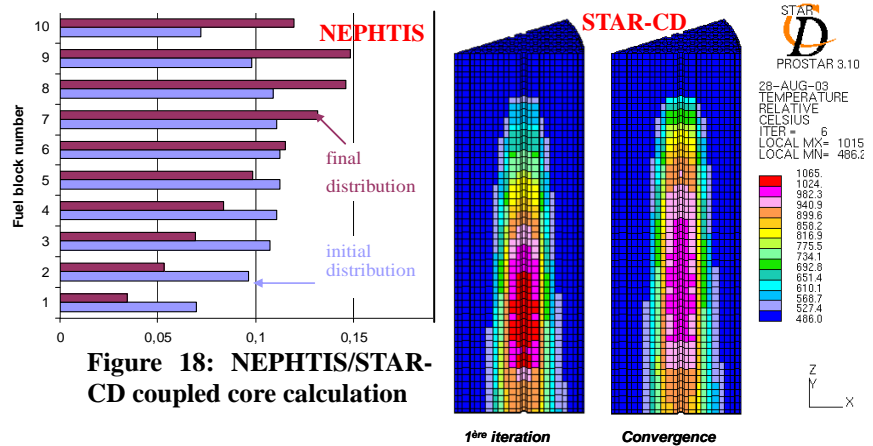 NEPHTIS
Fuel block number
10
9
8
7
6
5
4
3
2
1
0
0,05
0,1
0,15
final
distribution
initial
distribution
Figure 18: NEPHTIS/STAR-
CD coupled core calculation
STAR-CD
1ère iteration
Convergence
STAR
CD
PROSTAR 3.10
28-AUG-03
TEMPERATURE
RELATIVE
CELSIUS
ITER = 6
LOCAL MX= 1015
LOCAL MN= 486.2
1065.
1024.
982.3
940.9
899.6
858.2
816.9
775.5
734.1
692.8
651.4
610.1
568.7
527.4
486.0
Z
Y
X